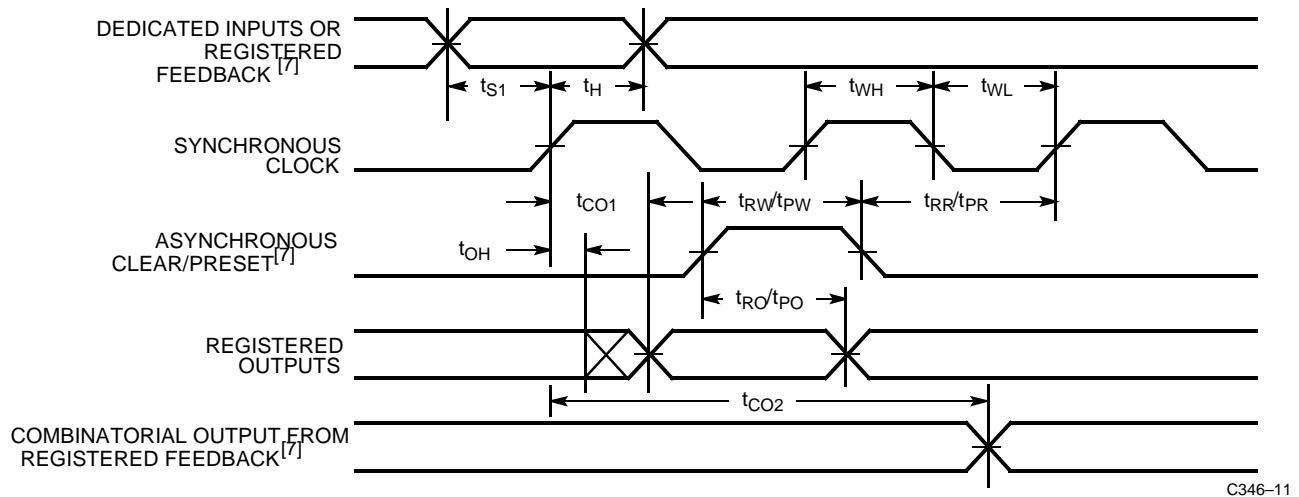 DEDICATED INPUTS OR
REGISTERED
FEEDBACK [7]
tS1
tH
tWH
tWL
SYNCHRONOUS
CLOCK
tCO1
tRW/tPW
tRR/tPR
ASYNCHRONOUS
CLEAR/PRESET[7]
tOH
tRO/tPO
REGISTERED
OUTPUTS
tCO2
COMBINATORIAL OUTPUT FROM
REGISTERED FEEDBACK[7]
C346–11